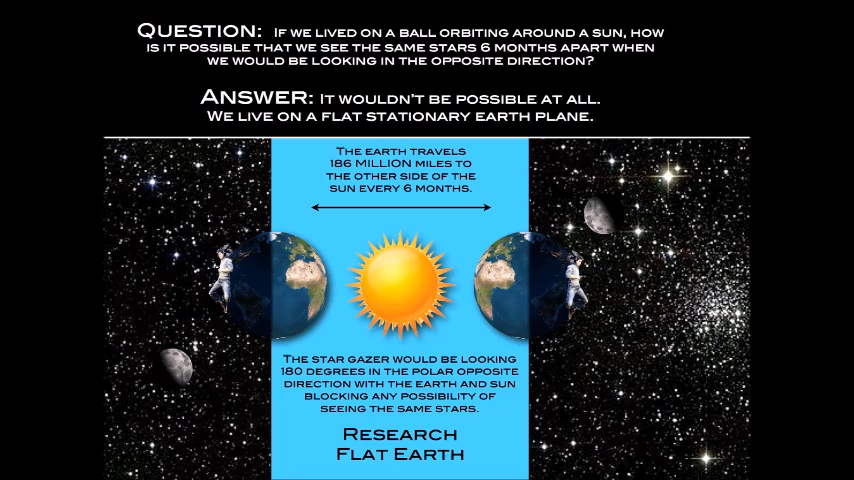 QUESTION: IF WE LIVED ON A BALL ORBITING AROUND A SUN, HOW
IS IT POSSIBLE THAT WE SEE THE SAME STARS 6 MONTHS APART WHEN
WE WOULD BE LOOKING IN THE OPPOSITE DIRECTION?
ANSWER: IT WOULDN'T BE POSSIBLE AT ALL.
WE LIVE ON A FLAT STATIONARY EARTH PLANE.
THE EARTH TRAVELS
186 MILLION MILES TO
THE OTHER SIDE OF THE
SUN EVERY 6 MONTHS.
THE STAR GAZER WOULD BE LOOKING
180 DEGREES IN THE POLAR OPPOSITE
DIRECTION WITH THE EARTH AND SUN
BLOCKING ANY POSSIBILITY OF
SEEING THE SAME STARS.
RESEARCH
FLAT EARTH